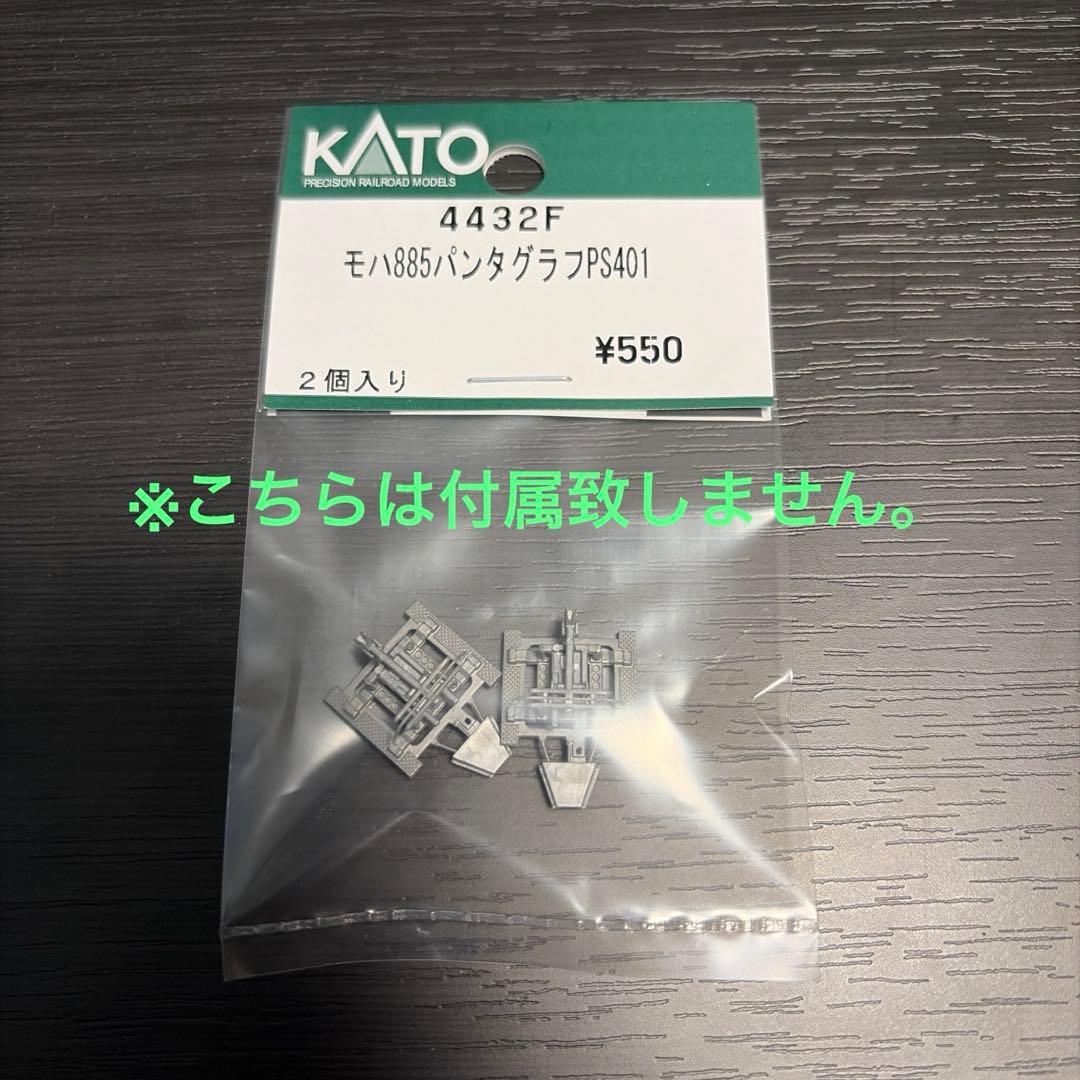 KATO
PRECISION RAILROAD MODELS
4432F
モハ885パンタグラフPS401
¥550
2個入り
※こちらは付属致しません。